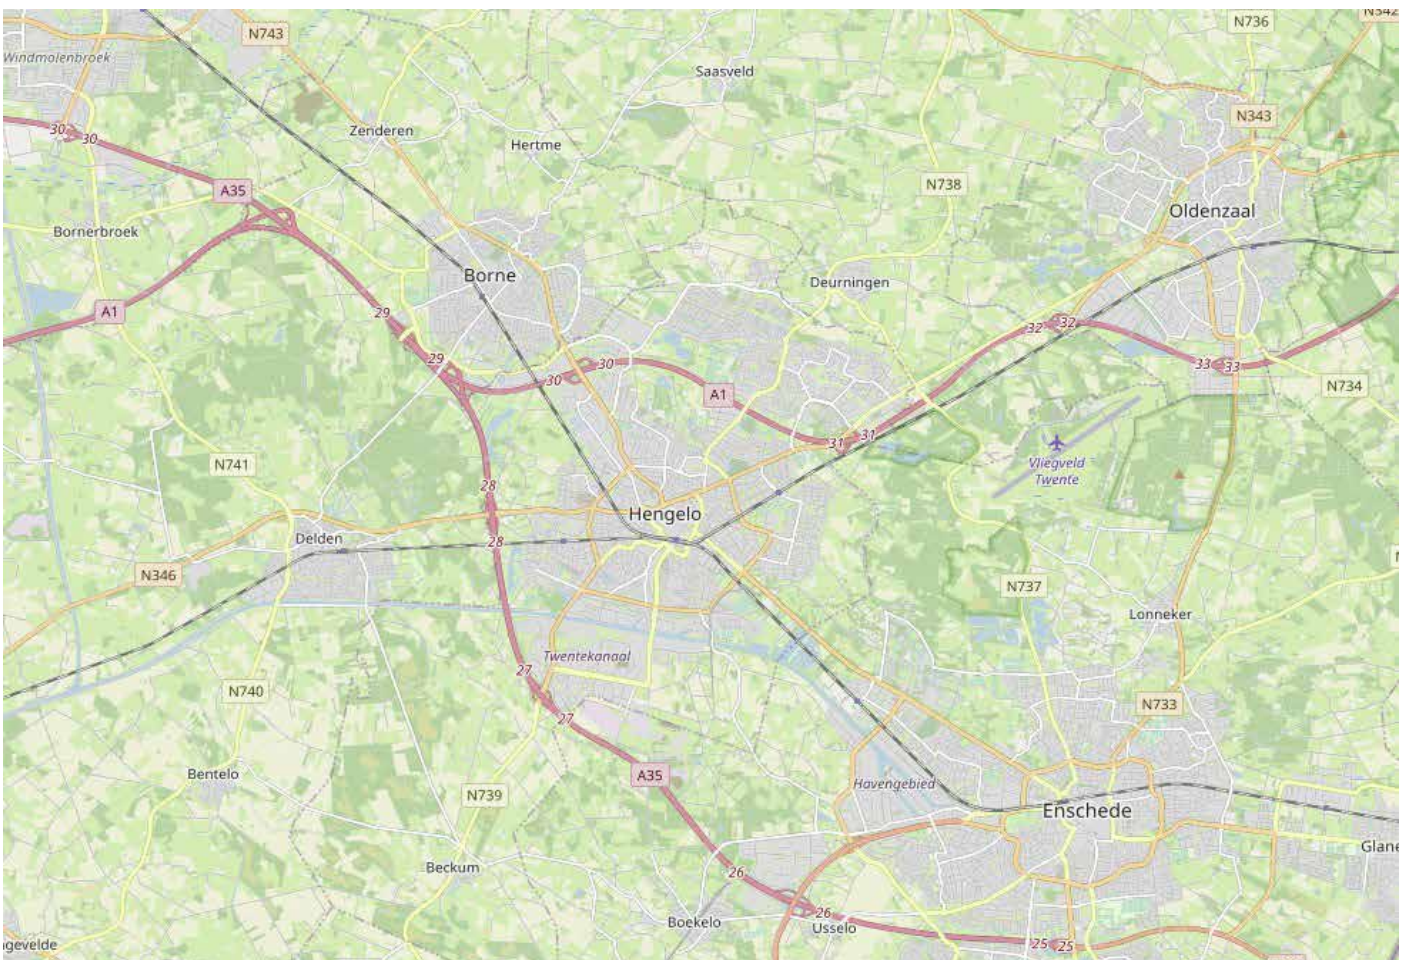 N743
N736
N342
Windmolenbroek
Saasveld
30
30
Zenderen
Hertme
N343
A35
N738
Bornerbroek
Oldenzaal
Borne
Deurningen
A1
29
32
32
29
30
30
33
33
A1
N734
31
31
N741
Vliegveld
Twente
28
Hengelo
28
Delden
N346
N737
Lonneker
Twentekanaal
27
N740
27
N733
Bentelo
A35
Havengebied
N739
Enschede
Glane
Beckum
26
Boekelo
26
Usselo
gevelde
25
25